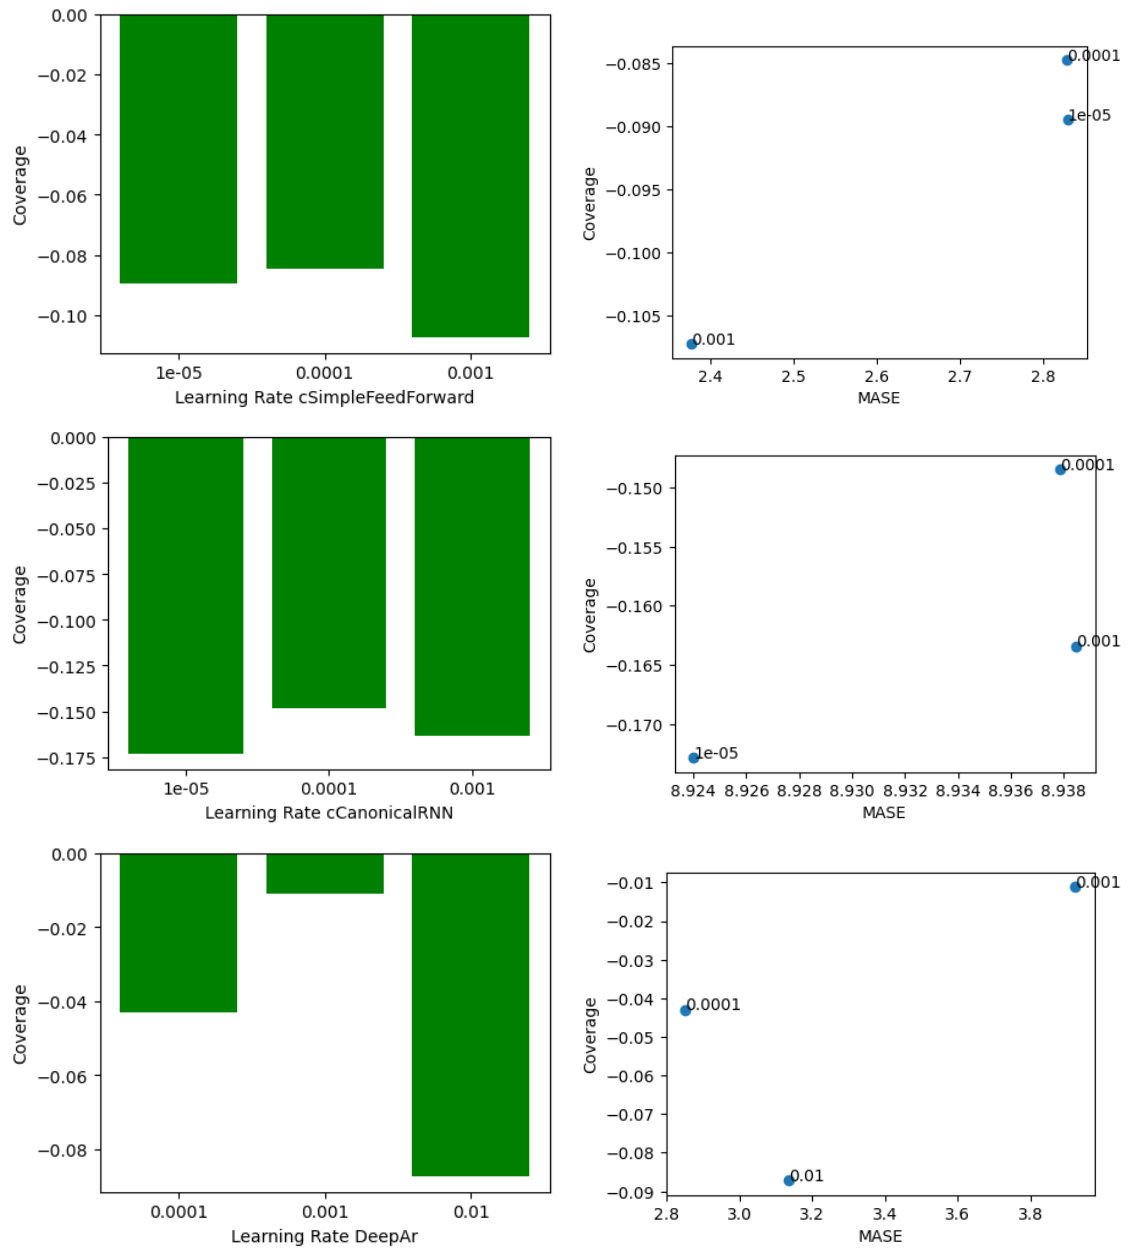 0.00
−0.02
−0.04
−0.06
−0.08
−0.10
Coverage
1e-05 0.0001 0.001
Learning Rate cSimpleFeedForward
−0.085
−0.090
−0.095
−0.100
−0.105
Coverage
0.0001
1e-05
0.001
2.4 2.5 2.6 2.7 2.8
MASE
0.000
−0.025
−0.050
−0.075
−0.100
−0.125
−0.150
−0.175
Coverage
1e-05 0.0001 0.001
Learning Rate cCanonicalRNN
−0.150
−0.155
−0.160
−0.165
−0.170
Coverage
0.0001
0.001
1e-05
8.924 8.926 8.928 8.930 8.932 8.934 8.936 8.938
MASE
0.00
−0.02
−0.04
−0.06
−0.08
Coverage
0.0001 0.001 0.01
Learning Rate DeepAr
−0.01
−0.02
−0.03
−0.04
−0.05
−0.06
−0.07
−0.08
−0.09
Coverage
0.001
0.0001
0.01
2.8 3.0 3.2 3.4 3.6 3.8
MASE